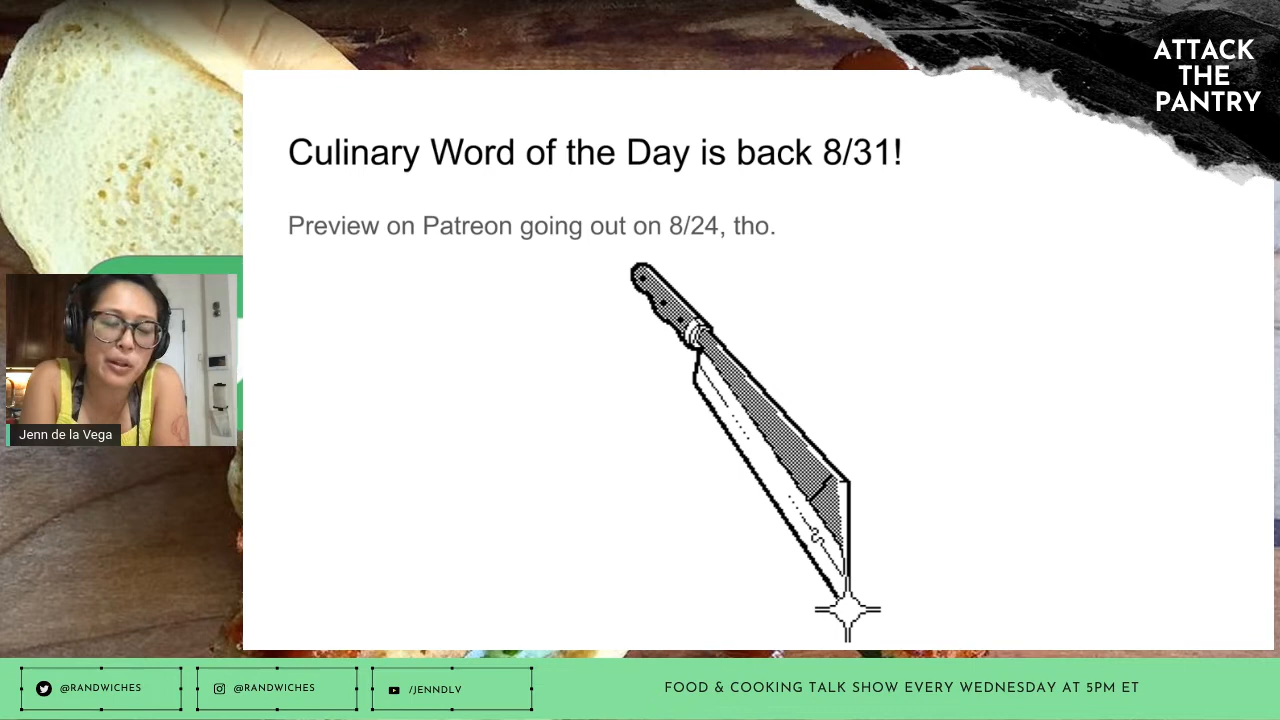 ATTACK
THE
PANTRY
Culinary Word of the Day is back 8/31!
Preview on Patreon going out on 8/24, tho.
Jenn de la Vega
@RANDWICHES
@RANDWICHES
/JENNDLV
FOOD & COOKING TALK SHOW EVERY WEDNESDAY AT 5PM ET